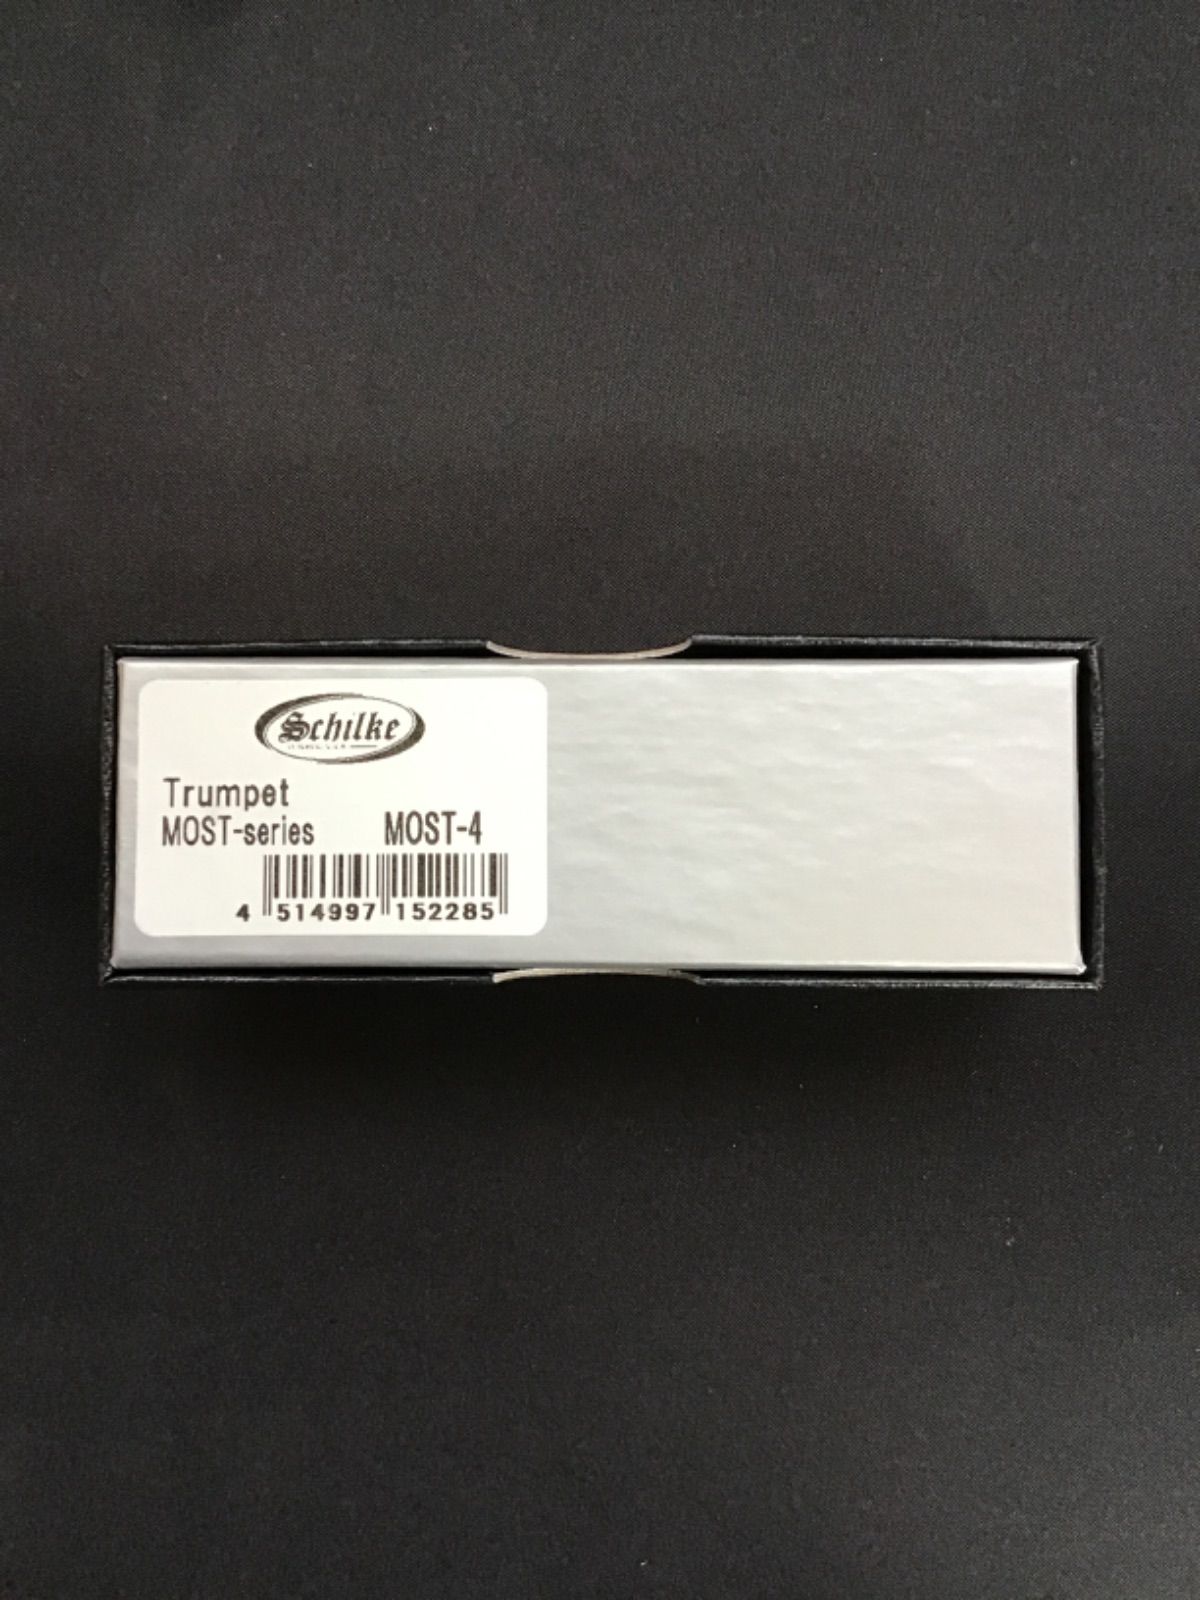 Schilke
Trumpet
MOST-series MOST-4
4 514997 152285